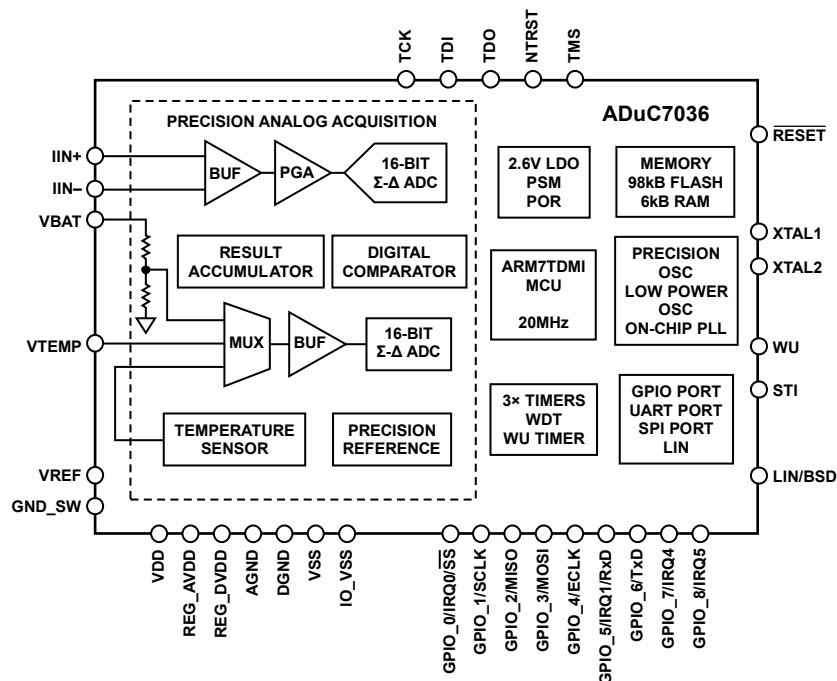 TCK
TDI
TDO
NTRST
TMS
ADuC7036
PRECISION ANALOG ACQUISITION
IIN+
IIN–
VBAT
VTEMP
VREF
GND_SW
BUF
PGA
16-BIT
Σ-Δ ADC
RESULT
ACCUMULATOR
DIGITAL
COMPARATOR
MUX
BUF
16-BIT
Σ-Δ ADC
TEMPERATURE
SENSOR
PRECISION
REFERENCE
2.6V LDO
PSM
POR
MEMORY
98kB FLASH
6kB RAM
ARM7TDMI
MCU
20MHz
PRECISION
OSC
LOW POWER
OSC
ON-CHIP PLL
3× TIMERS
WDT
WU TIMER
GPIO PORT
UART PORT
SPI PORT
LIN
RESET
XTAL1
XTAL2
WU
STI
LIN/BSD
VDD
REG_AVDD
REG_DVDD
AGND
DGND
VSS
IO_VSS
GPIO_0/IRQ0/SS
GPIO_1/SCLK
GPIO_2/MISO
GPIO_3/MOSI
GPIO_4/ECLK
GPIO_5/IRQ1/RxD
GPIO_6/TxD
GPIO_7/IRQ4
GPIO_8/IRQ5